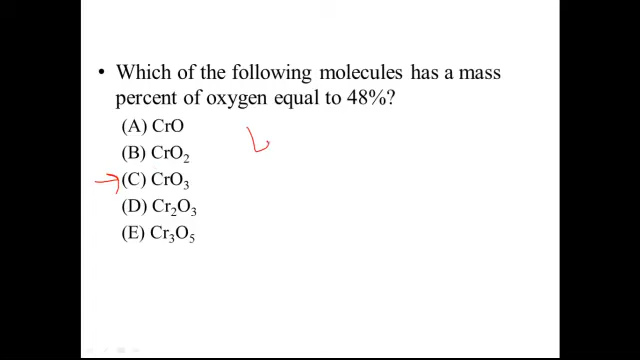 • Which of the following molecules has a mass
percent of oxygen equal to 48%?
(A) CrO
(B) CrO₂
(C) CrO₃
(D) Cr₂O₃
(E) Cr₃O₅